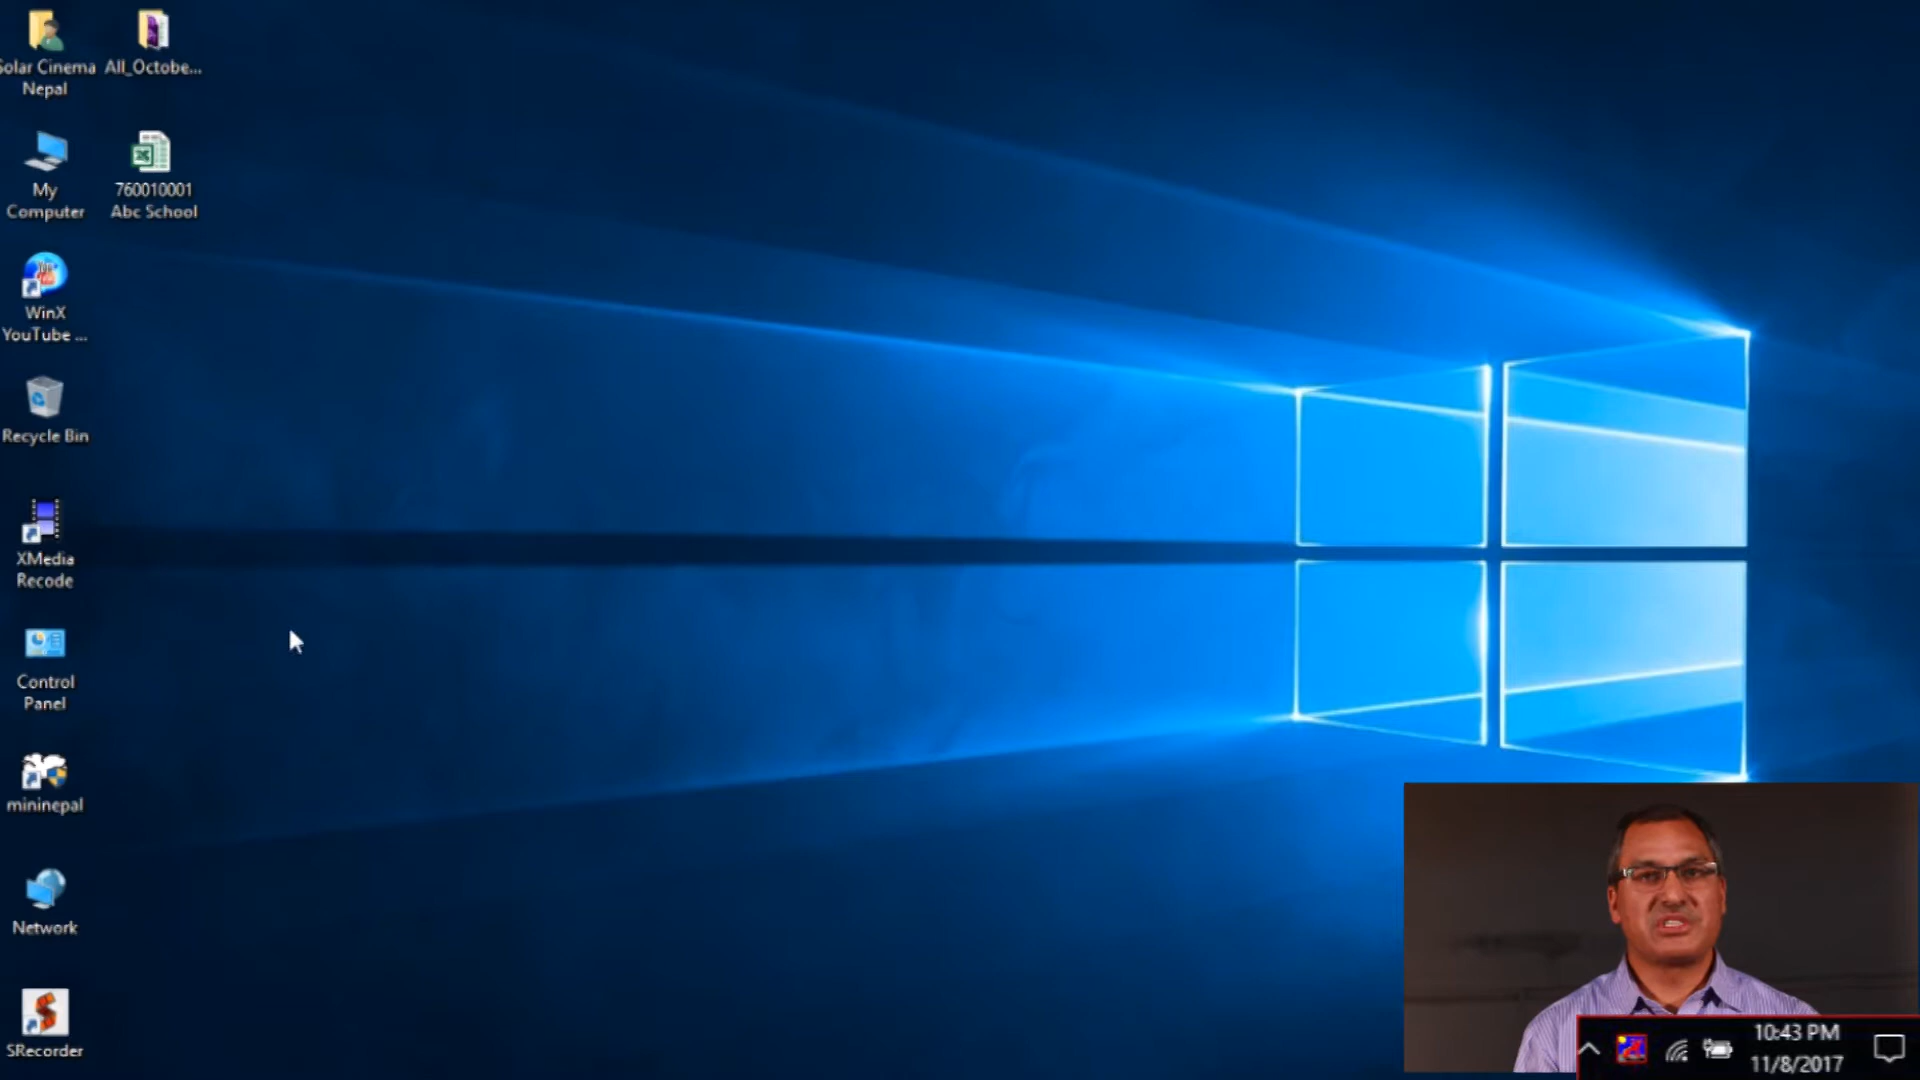 Solar Cinema
Nepal
All_Octobe...
My
Computer
760010001
Abc School
WinX
YouTube ...
Recycle Bin
XMedia
Recode
Control
Panel
mininepal
Network
SRecorder
10:43 PM
11/8/2017